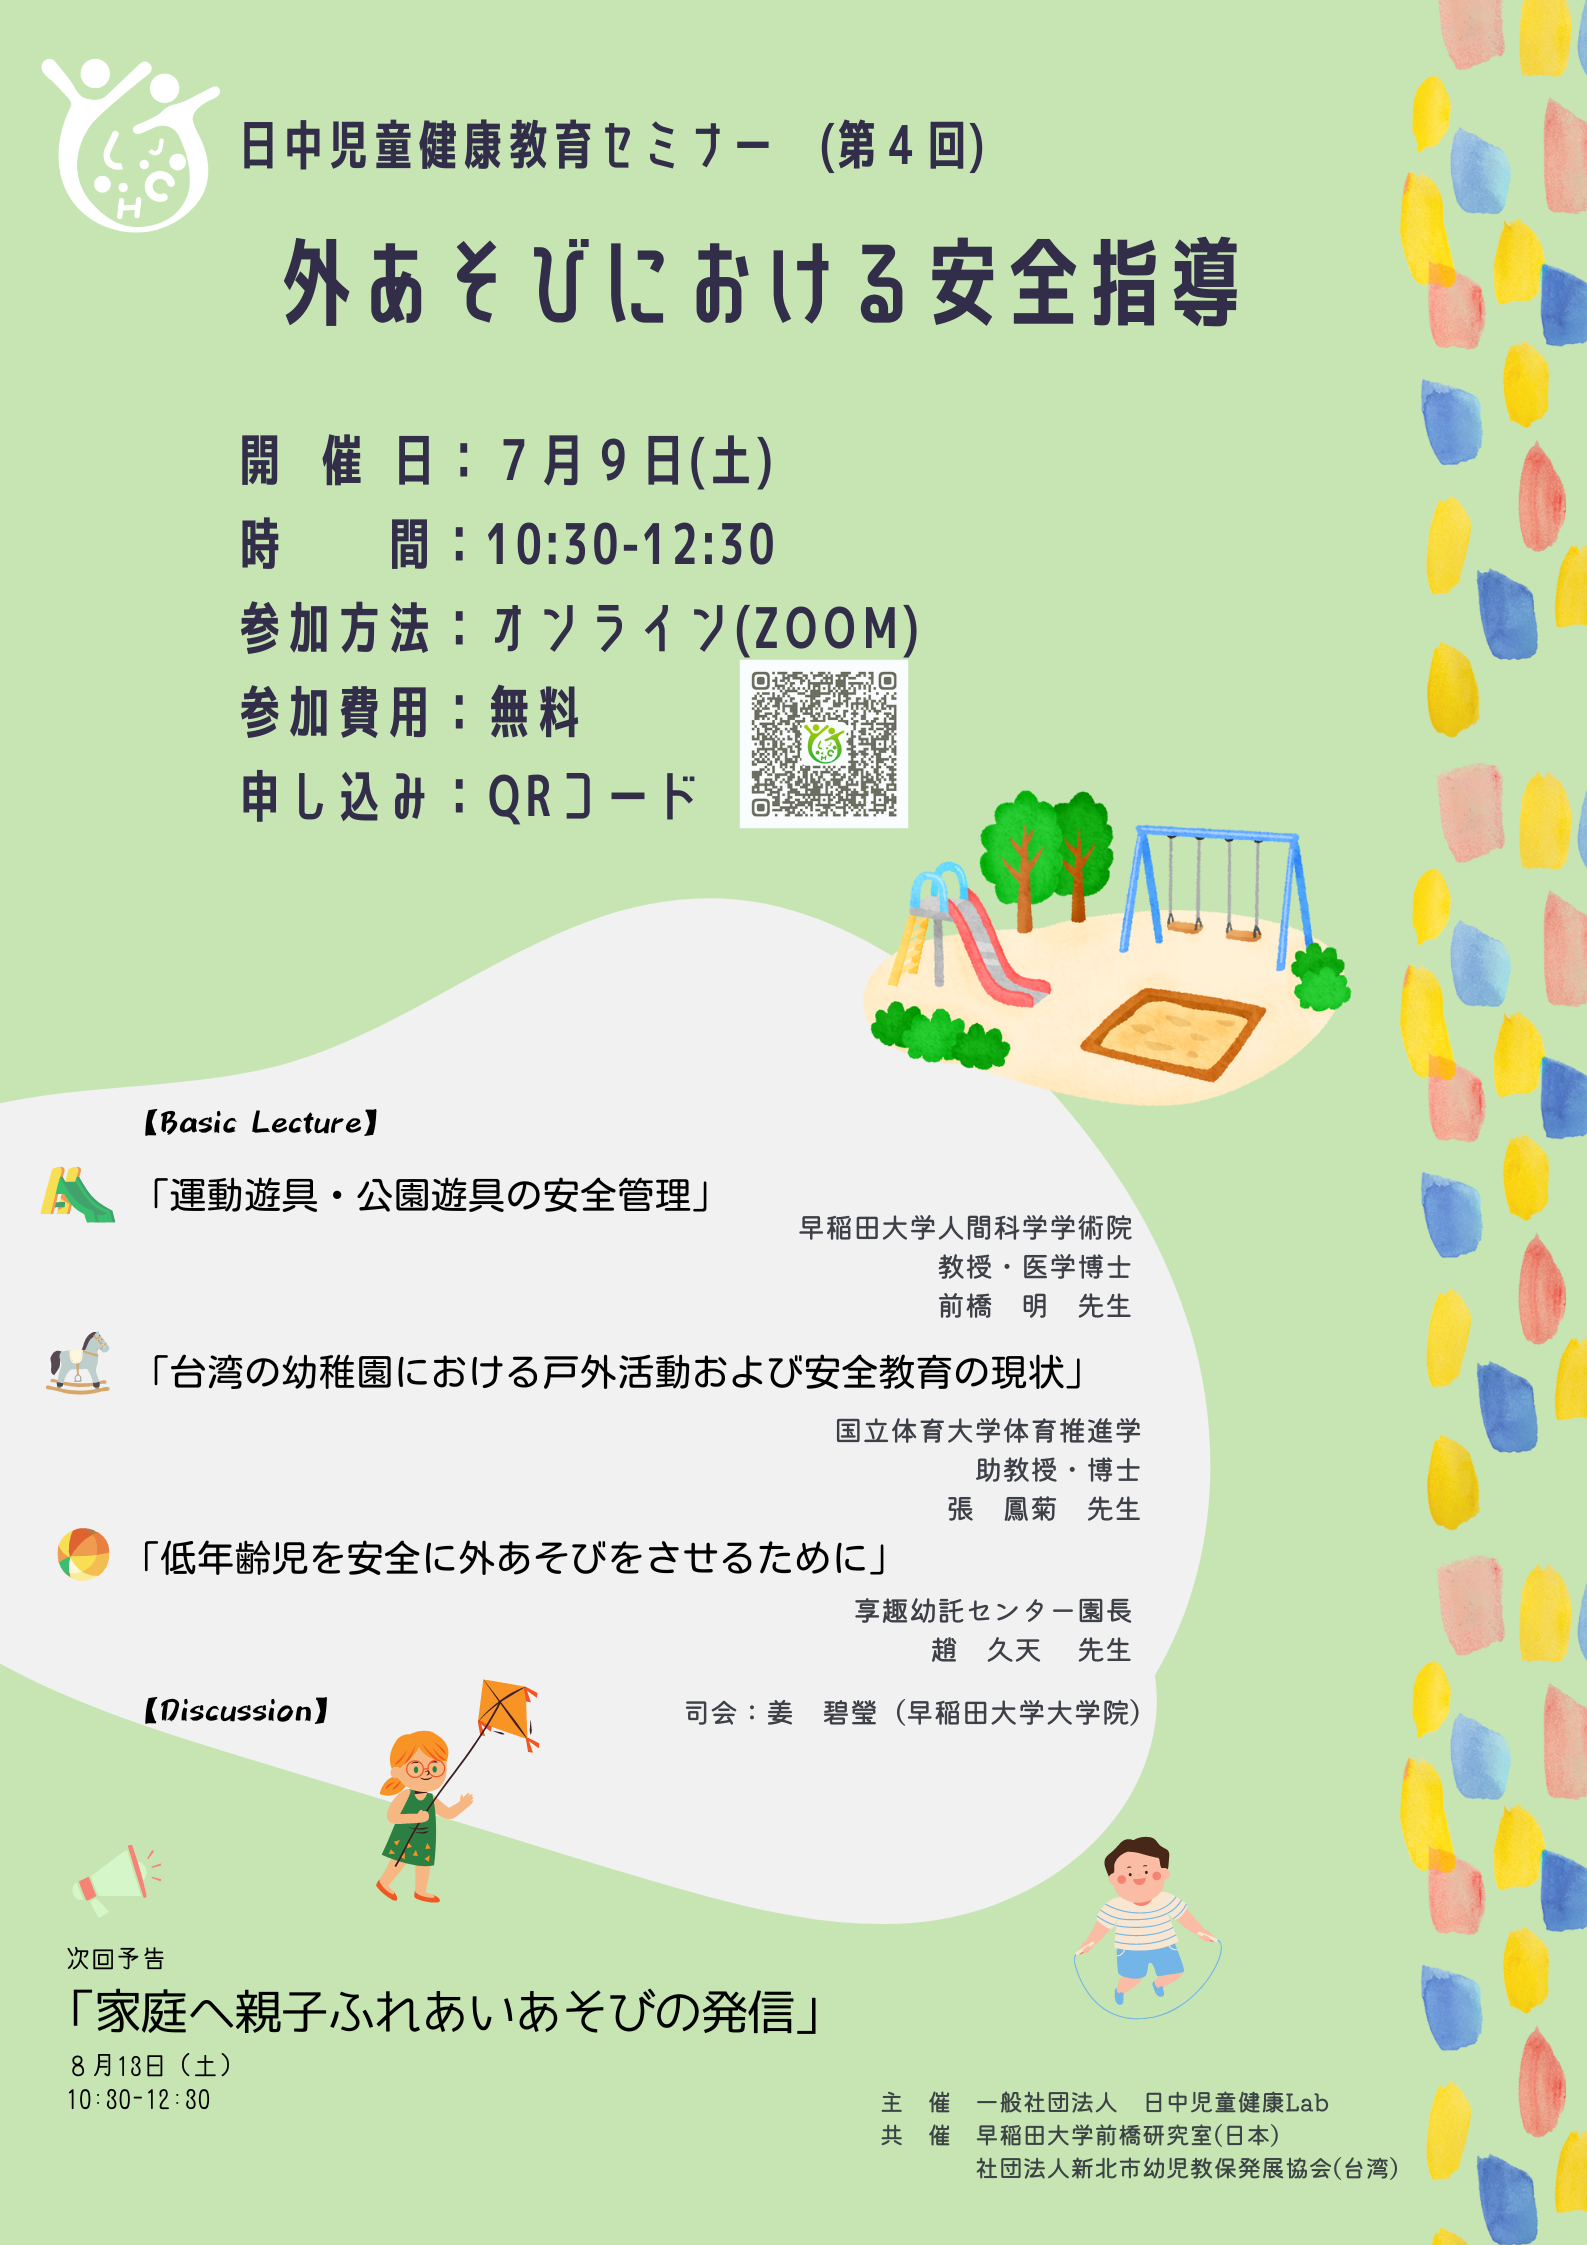 日中児童健康教育セミナー　(第４回)
外あそびにおける安全指導
開 催 日：７月９日(土)
時　　間：10:30-12:30
参加方法：オンライン(ZOOM)
参加費用：無料
申し込み：QRコード
【Basic Lecture】
「運動遊具・公園遊具の安全管理」
早稲田大学人間科学学術院
教授・医学博士
前橋　明　先生
「台湾の幼稚園における戸外活動および安全教育の現状」
国立体育大学体育推進学
助教授・博士
張　鳳菊　先生
「低年齢児を安全に外あそびをさせるために」
享趣幼託センター園長
趙　久天　先生
【Discussion】
司会：姜　碧瑩（早稲田大学大学院）
次回予告
「家庭へ親子ふれあいあそびの発信」
８月13日（土）
10:30-12:30
主　催　一般社団法人　日中児童健康Lab
共　催　早稲田大学前橋研究室(日本)
社団法人新北市幼児教保発展協会(台湾)